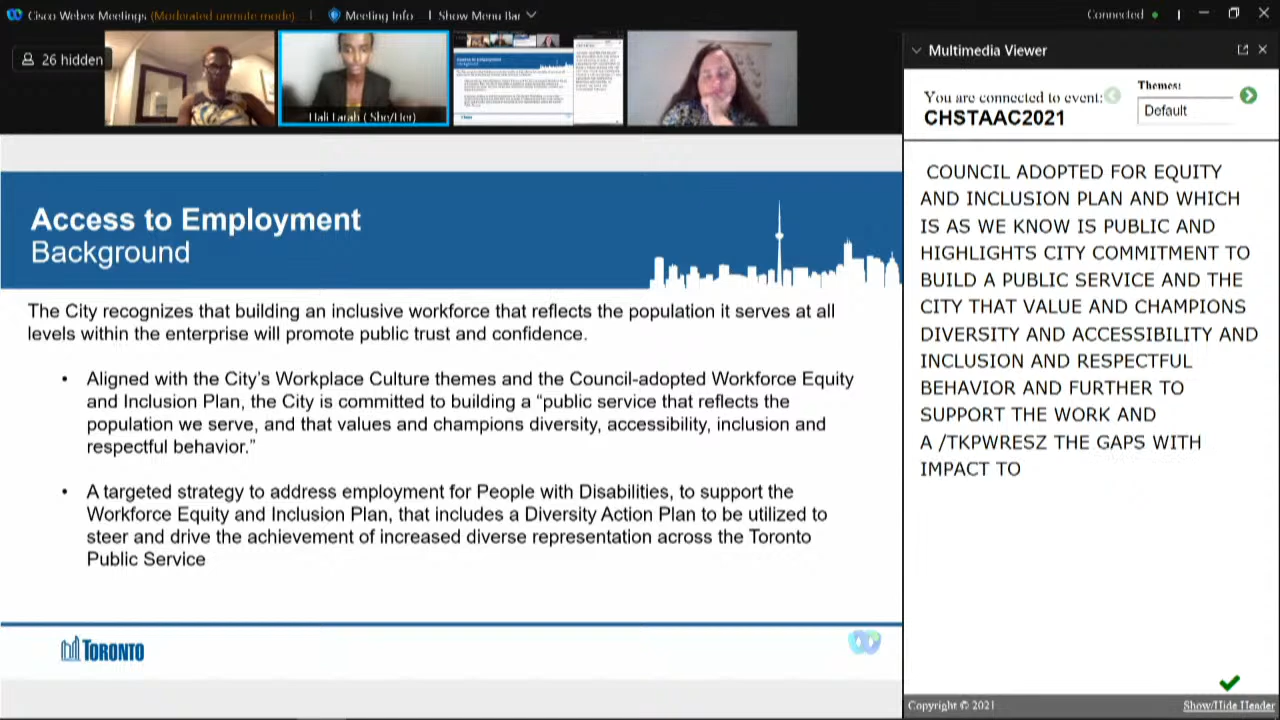 Cisco Webex Meetings (Moderated unmute mode) | Meeting Info | Show Menu Bar
Connected
26 hidden
Hali Farah ( She/Her)
Access to Employment
Background
The City recognizes that building an inclusive workforce that reflects the population it serves at all
levels within the enterprise will promote public trust and confidence.
• Aligned with the City's Workplace Culture themes and the Council-adopted Workforce Equity
and Inclusion Plan, the City is committed to building a “public service that reflects the
population we serve, and that values and champions diversity, accessibility, inclusion and
respectful behavior.”
• A targeted strategy to address employment for People with Disabilities, to support the
Workforce Equity and Inclusion Plan, that includes a Diversity Action Plan to be utilized to
steer and drive the achievement of increased diverse representation across the Toronto
Public Service
TORONTO
Multimedia Viewer
You are connected to event:
CHSTAAC2021
Themes:
Default
COUNCIL ADOPTED FOR EQUITY
AND INCLUSION PLAN AND WHICH
IS AS WE KNOW IS PUBLIC AND
HIGHLIGHTS CITY COMMITMENT TO
BUILD A PUBLIC SERVICE AND THE
CITY THAT VALUE AND CHAMPIONS
DIVERSITY AND ACCESSIBILITY AND
INCLUSION AND RESPECTFUL
BEHAVIOR AND FURTHER TO
SUPPORT THE WORK AND
A /TKPWRESZ THE GAPS WITH
IMPACT TO
Copyright © 2021
Show/Hide Header